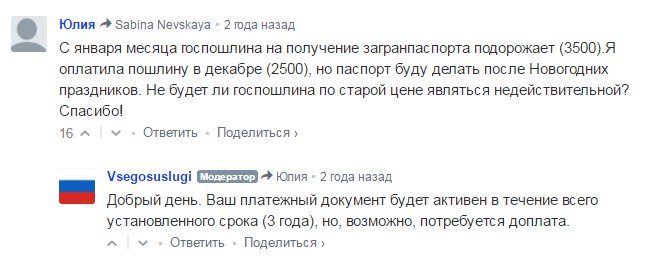 Юлия Sabina Nevskaya • 2 года назад
С января месяца госпошлина на получение загранпаспорта подорожает (3500).Я
оплатила пошлину в декабре (2500), но паспорт буду делать после Новогодних
праздников. Не будет ли госпошлина по старой цене являться недействительной?
Спасибо!
16 • Ответить • Поделиться ›
Vsegosuslugi Модератор Юлия • 2 года назад
Добрый день. Ваш платежный документ будет активен в течение всего
установленного срока (3 года), но, возможно, потребуется доплата.
• Ответить • Поделиться ›